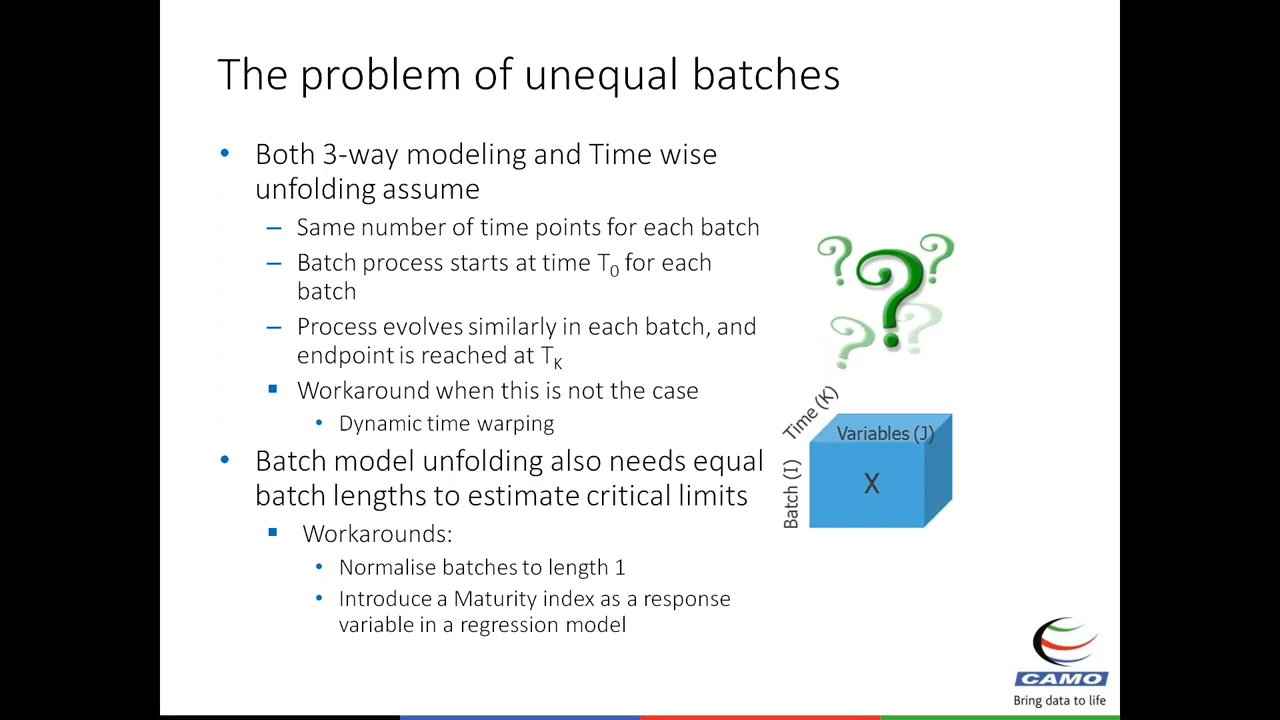 The problem of unequal batches
• Both 3-way modeling and Time wise
unfolding assume
– Same number of time points for each batch
– Batch process starts at time T0 for each
batch
– Process evolves similarly in each batch, and
endpoint is reached at TK
▪ Workaround when this is not the case
• Dynamic time warping
• Batch model unfolding also needs equal
batch lengths to estimate critical limits
▪ Workarounds:
• Normalise batches to length 1
• Introduce a Maturity index as a response
variable in a regression model
? ? ? ? ?
Time (K)
Variables (J)
Batch (I)
X
CAMO
Bring data to life